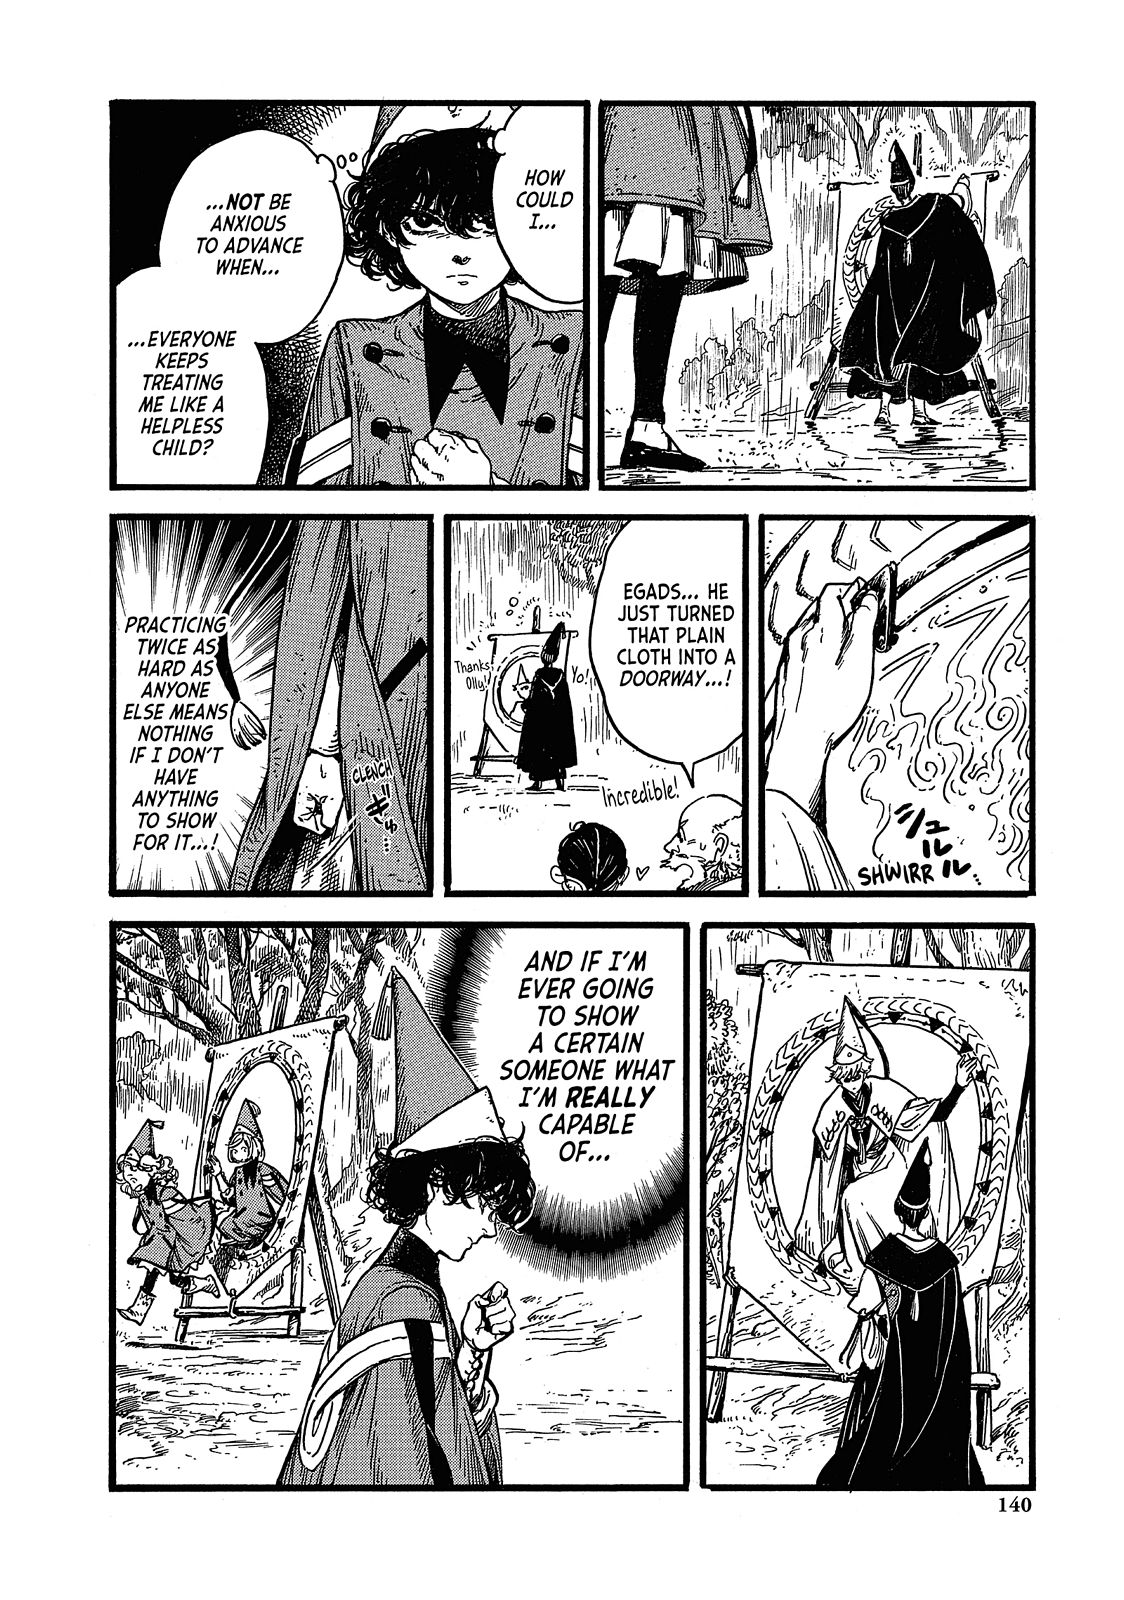 HOW
COULD
I...
...NOT BE
ANXIOUS
TO ADVANCE
WHEN...
...EVERYONE
KEEPS
TREATING
ME LIKE A
HELPLESS
CHILD?
シュ
ル
ル...
SHWIRR
EGADS... HE
JUST TURNED
THAT PLAIN
CLOTH INTO A
DOORWAY...!
Thanks,
Olly!
Yo!
Incredible!
PRACTICING
TWICE AS
HARD AS
ANYONE
ELSE MEANS
NOTHING
IF I DON'T
HAVE
ANYTHING
TO SHOW
FOR IT...!
CLENCH
ギゅ...
AND IF I'M
EVER GOING
TO SHOW
A CERTAIN
SOMEONE WHAT
I'M REALLY
CAPABLE
OF...
140